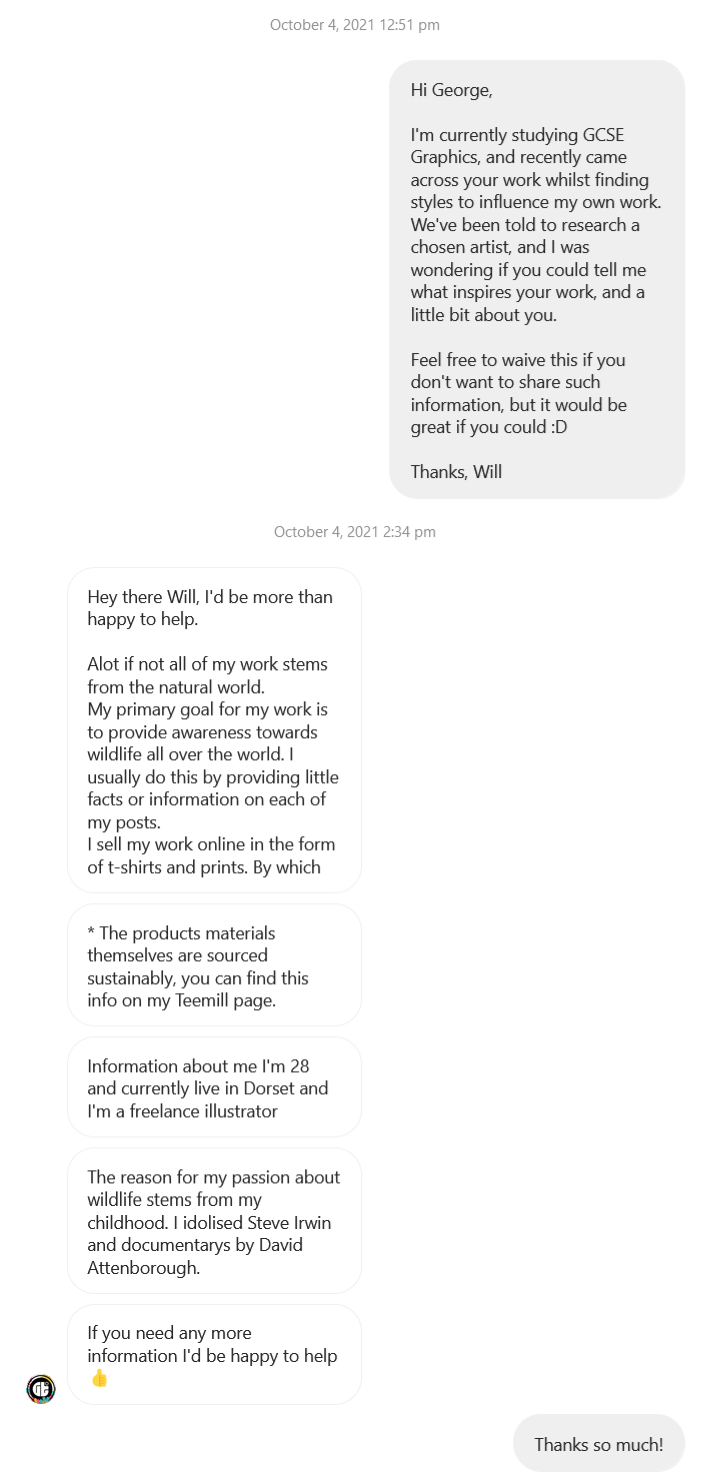 October 4, 2021 12:51 pm
Hi George,
I'm currently studying GCSE
Graphics, and recently came
across your work whilst finding
styles to influence my own work.
We've been told to research a
chosen artist, and I was
wondering if you could tell me
what inspires your work, and a
little bit about you.
Feel free to waive this if you
don't want to share such
information, but it would be
great if you could :D
Thanks, Will
October 4, 2021 2:34 pm
Hey there Will, I'd be more than
happy to help.
Alot if not all of my work stems
from the natural world.
My primary goal for my work is
to provide awareness towards
wildlife all over the world. I
usually do this by providing little
facts or information on each of
my posts.
I sell my work online in the form
of t-shirts and prints. By which
* The products materials
themselves are sourced
sustainably, you can find this
info on my Teemill page.
Information about me I'm 28
and currently live in Dorset and
I'm a freelance illustrator
The reason for my passion about
wildlife stems from my
childhood. I idolised Steve Irwin
and documentarys by David
Attenborough.
If you need any more
information I'd be happy to help
👍
Thanks so much!